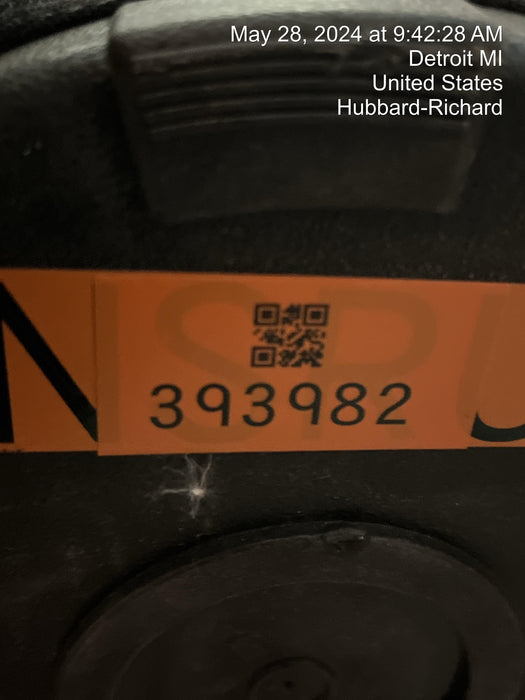 May 28, 2024 at 9:42:28 AM
Detroit MI
United States
Hubbard-Richard
393982